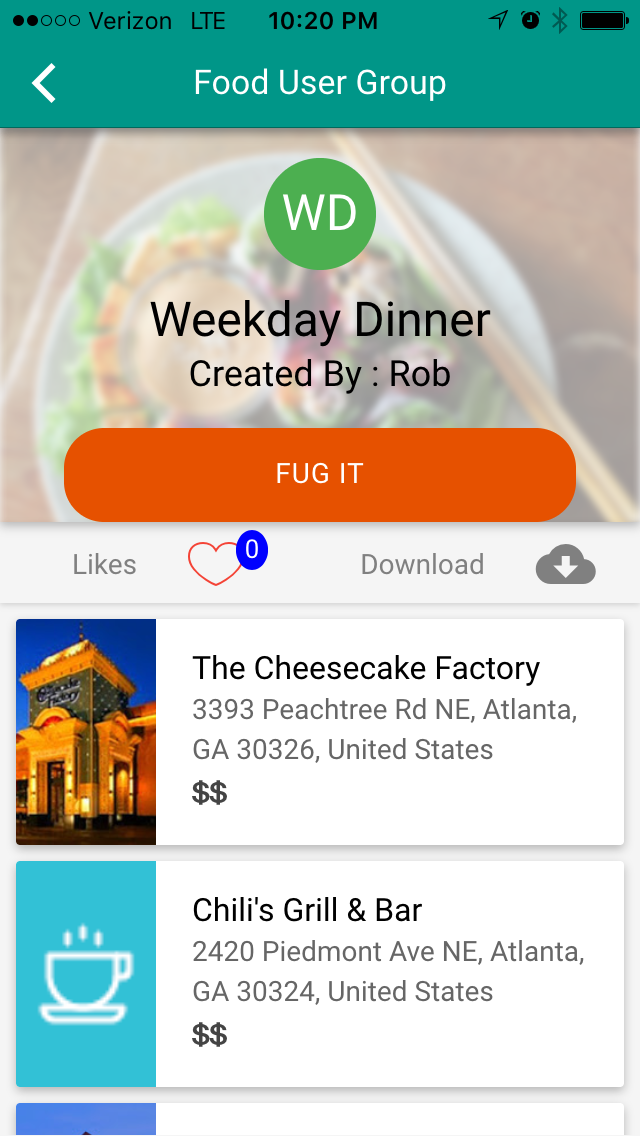 Verizon LTE 10:20 PM
Food User Group
WD
Weekday Dinner
Created By : Rob
FUG IT
Likes 0 Download
The Cheesecake Factory
3393 Peachtree Rd NE, Atlanta,
GA 30326, United States
$$
Cheesecake
Factory
Chili's Grill & Bar
2420 Piedmont Ave NE, Atlanta,
GA 30324, United States
$$